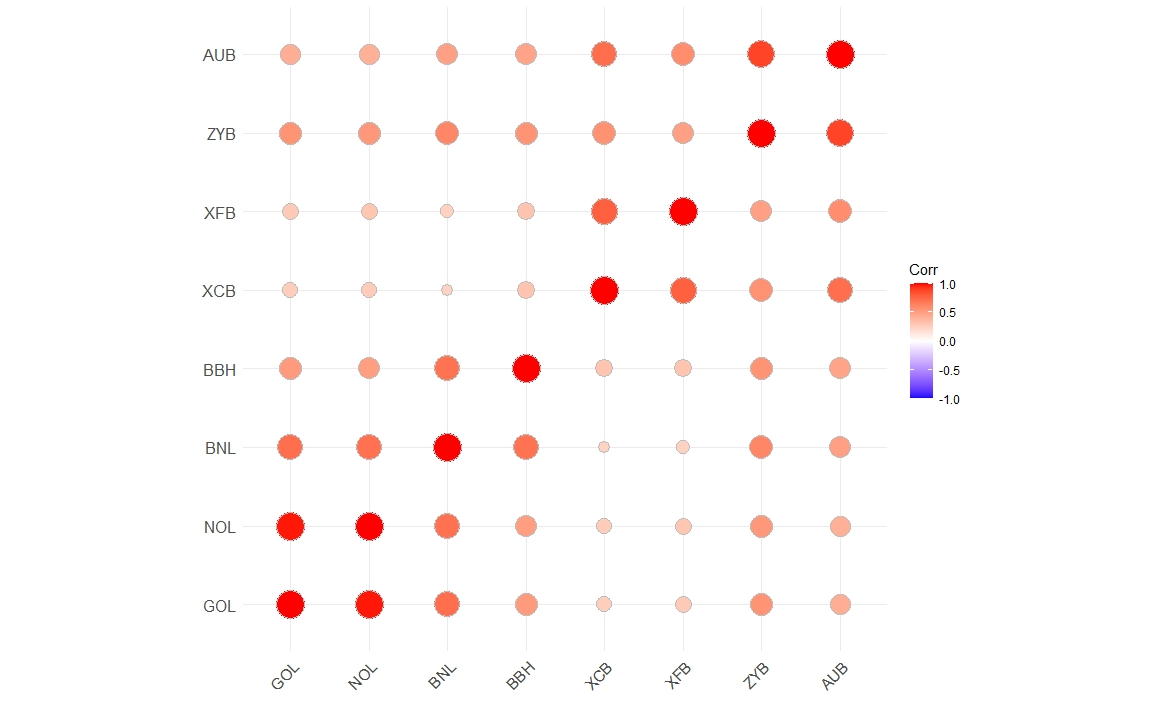 AUB
ZYB
XFB
XCB
BBH
BNL
NOL
GOL
GOL
NOL
BNL
BBH
XCB
XFB
ZYB
AUB
Corr
1.0
0.5
0.0
-0.5
-1.0